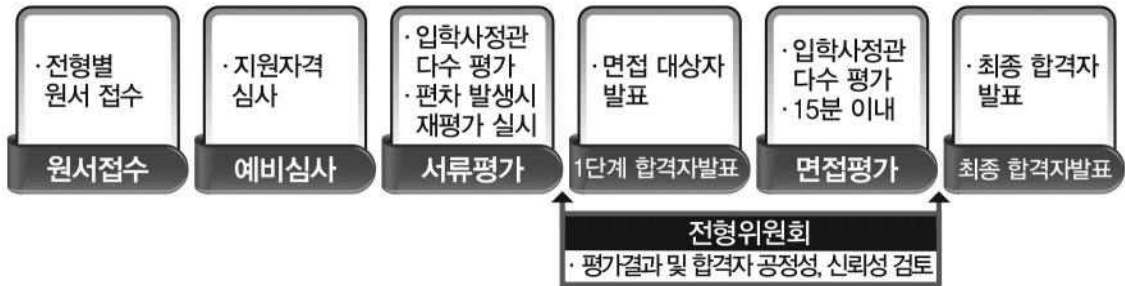 · 전형별
원서 접수
원서접수
· 지원자격
심사
예비심사
· 입학사정관
다수 평가
· 편차 발생시
재평가 실시
서류평가
· 면접 대상자
발표
1단계 합격자발표
· 입학사정관
다수 평가
· 15분 이내
면접평가
· 최종 합격자
발표
최종 합격자발표
전형위원회
· 평가결과 및 합격자 공정성, 신뢰성 검토